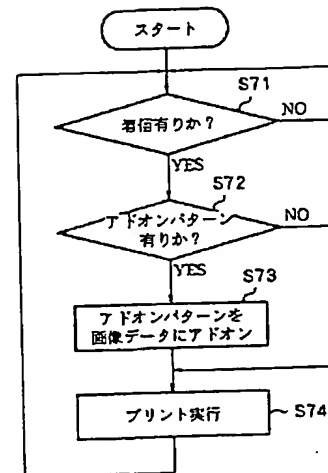 スタート
S71
着信有りか？
NO
YES
S72
アドオンパターン
有りか？
NO
YES
S73
アドオンパターンを
画像データにアドオン
プリント実行
S74